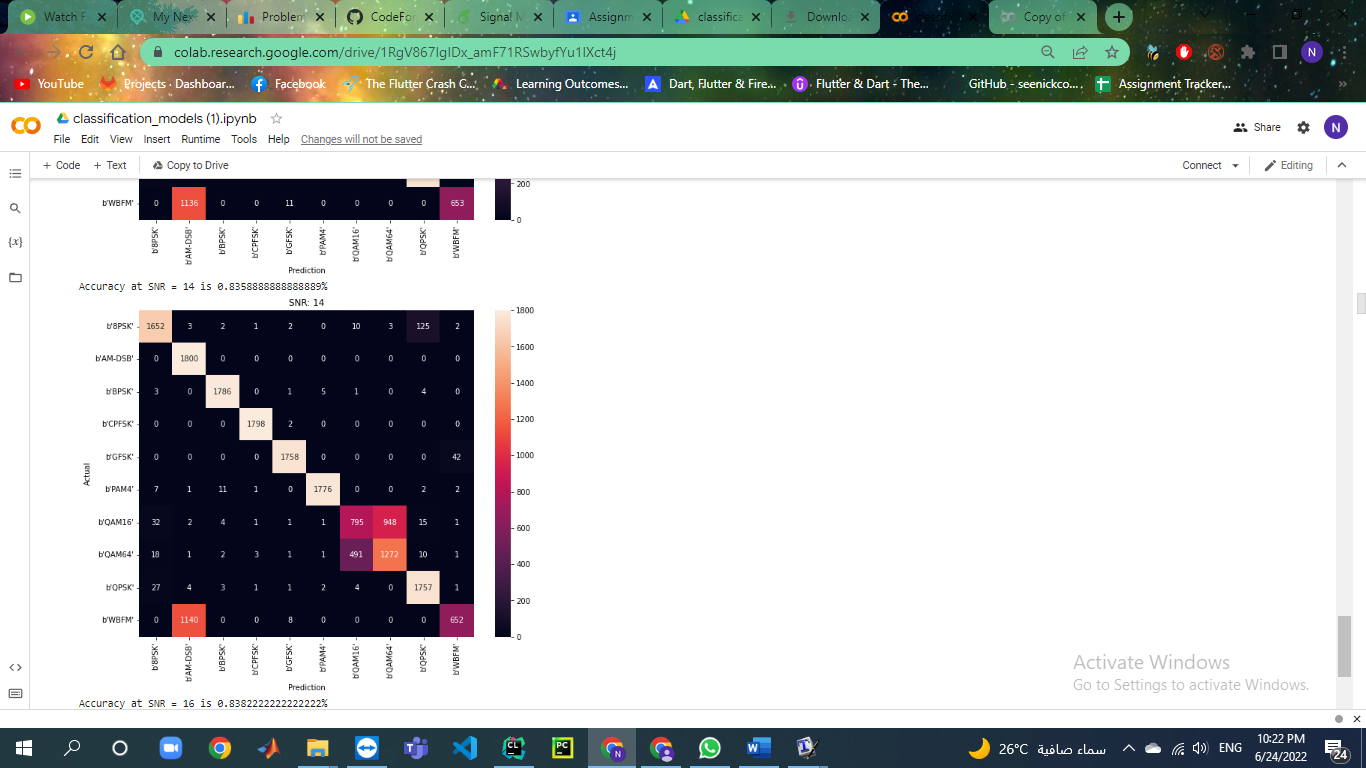 Watch F
My Nex
Problem
CodeFor
Signal M
Assignm
classifica
Downloa
Copy of
colab.research.google.com/drive/1RgV867IgIDx_amF71RSwbyfYu1IXct4j
N
YouTube Projects · Dashboar... Facebook The Flutter Crash C... Learning Outcomes... Dart, Flutter & Fire... Flutter & Dart - The... GitHub - seenickco... Assignment Tracker... »
classification_models (1).ipynb
File Edit View Insert Runtime Tools Help Changes will not be saved
Share N
+ Code + Text Copy to Drive Connect Editing
{x}
200
b'WBFM' 0 1136 0 0 11 0 0 0 0 653
0
b'8PSK' b'AM-DSB' b'BPSK' b'CPFSK' b'GFSK' b'PAM4' b'QAM16' b'QAM64' b'QPSK' b'WBFM'
Prediction
Accuracy at SNR = 14 is 0.8358888888888889%
SNR: 14
b'8PSK' 1652 3 2 1 2 0 10 3 125 2
b'AM-DSB' 0 1800 0 0 0 0 0 0 0 0
b'BPSK' 3 0 1786 0 1 5 1 0 4 0
b'CPFSK' 0 0 0 1798 2 0 0 0 0 0
b'GFSK' 0 0 0 0 1758 0 0 0 0 42
b'PAM4' 7 1 11 1 0 1776 0 0 2 2
b'QAM16' 32 2 4 1 1 1 795 948 15 1
b'QAM64' 18 1 2 3 1 1 491 1272 10 1
b'QPSK' 27 4 3 1 1 2 4 0 1757 1
b'WBFM' 0 1140 0 0 8 0 0 0 0 652
Actual
1800
1600
1400
1200
1000
800
600
400
200
0
b'8PSK' b'AM-DSB' b'BPSK' b'CPFSK' b'GFSK' b'PAM4' b'QAM16' b'QAM64' b'QPSK' b'WBFM'
Prediction
Accuracy at SNR = 16 is 0.8382222222222222%
Activate Windows
Go to Settings to activate Windows.
26°C سماء صافية ENG 10:22 PM
6/24/2022
24